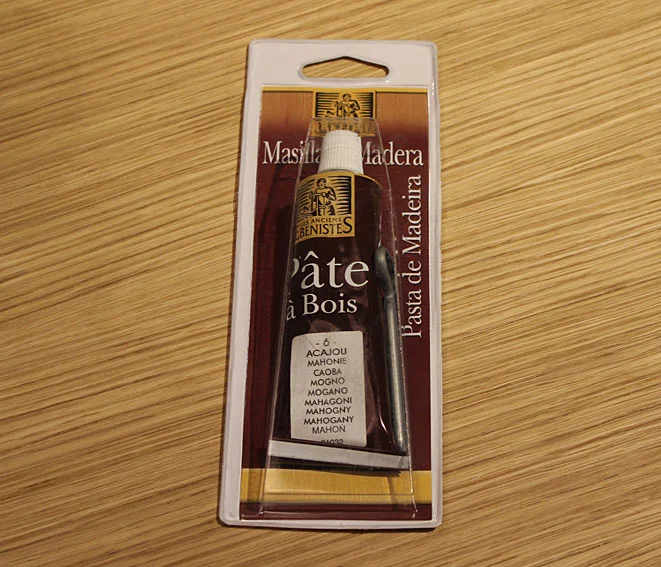 Masilla Madera
Pasta de Madeira
LES ANCIENS
EBENISTES
Pâte
à Bois
- 6 -
ACAJOU
MAHONIE
CAOBA
MOGNO
MOGANO
MAHAGONI
MAHOGNY
MAHOGANY
MAHON